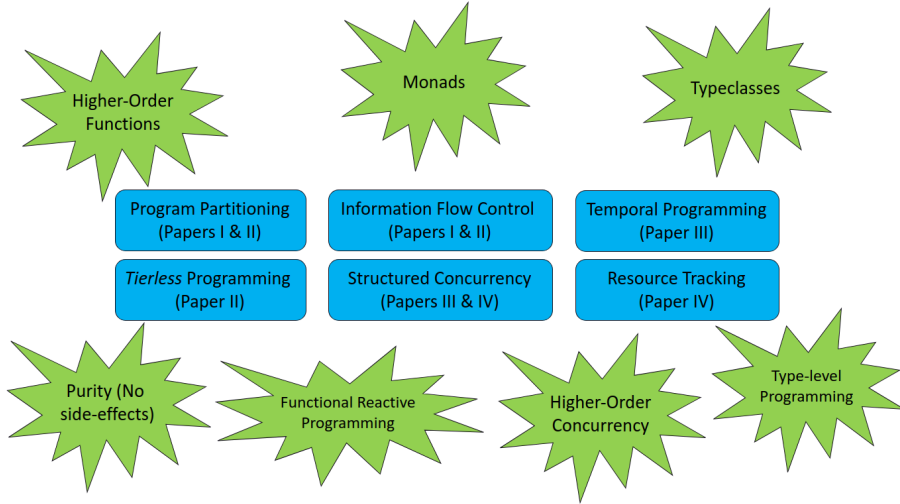 Higher-Order
Functions
Monads
Typeclasses
Program Partitioning
(Papers I & II)
Information Flow Control
(Papers I & II)
Temporal Programming
(Paper III)
Tierless Programming
(Paper II)
Structured Concurrency
(Papers III & IV)
Resource Tracking
(Paper IV)
Purity (No
side-effects)
Functional Reactive
Programming
Higher-Order
Concurrency
Type-level
Programming